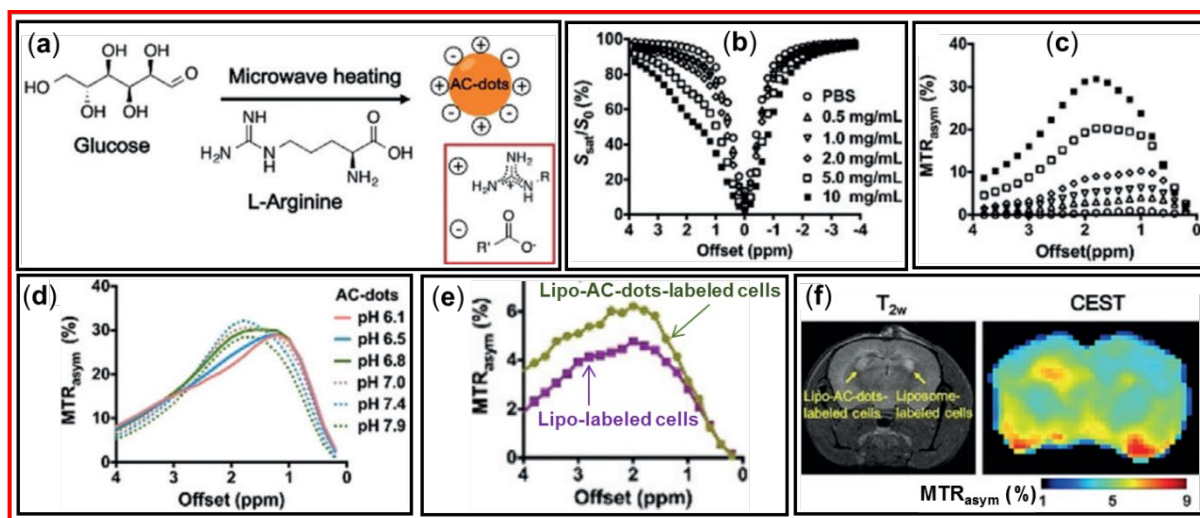 (a)
OH OH
HO
O
OH OH
Glucose
Microwave heating
NH
H2N N H
O
OH
NH2
L-Arginine
AC-dots
+
NH2
H2N N-R H
-
O
R' O-
(b)
Ssat/S0 (%)
100
80
60
40
20
0
PBS
0.5 mg/mL
1.0 mg/mL
2.0 mg/mL
5.0 mg/mL
10 mg/mL
4 3 2 1 0 -1 -2 -3 -4
Offset (ppm)
(c)
MTRasym (%)
50
40
30
20
10
0
4 3 2 1 0
Offset(ppm)
(d)
MTRasym (%)
40
30
20
10
0
AC-dots
pH 6.1
pH 6.5
pH 6.8
pH 7.0
pH 7.4
pH 7.9
4 3 2 1 0
Offset (ppm)
(e)
Lipo-AC-dots-labeled cells
MTRasym (%)
6
4
2
0
Lipo-labeled cells
4 3 2 1 0
Offset (ppm)
(f)
T2w
CEST
Lipo-AC-dots-
labeled cells
Liposome-
labeled cells
MTRasym (%)
1 5 9